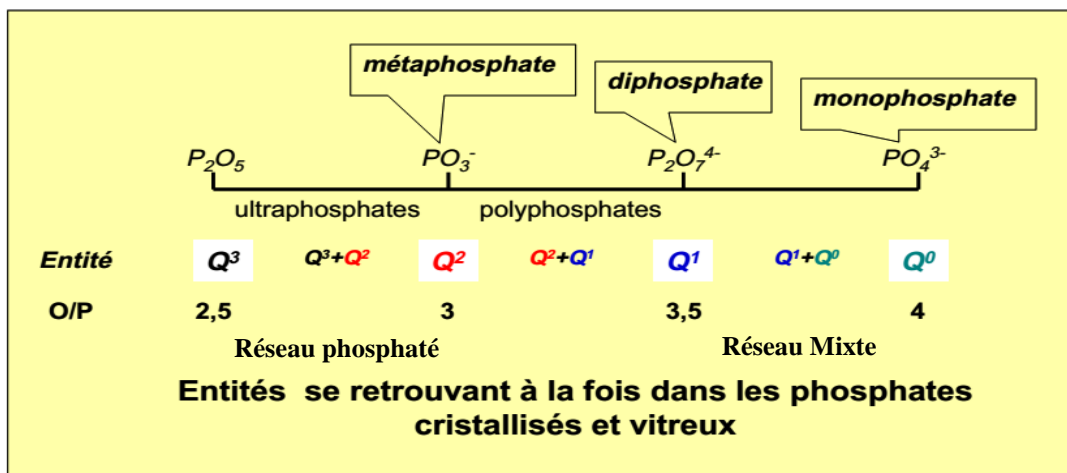 métaphosphate
diphosphate
monophosphate
P₂O₅ PO₃⁻ P₂O₇⁴⁻ PO₄³⁻
ultraphosphates polyphosphates
Entité Q³ Q³+Q² Q² Q²+Q¹ Q¹ Q¹+Q⁰ Q⁰
O/P 2,5 3 3,5 4
Réseau phosphaté Réseau Mixte
Entités se retrouvant à la fois dans les phosphates
cristallisés et vitreux